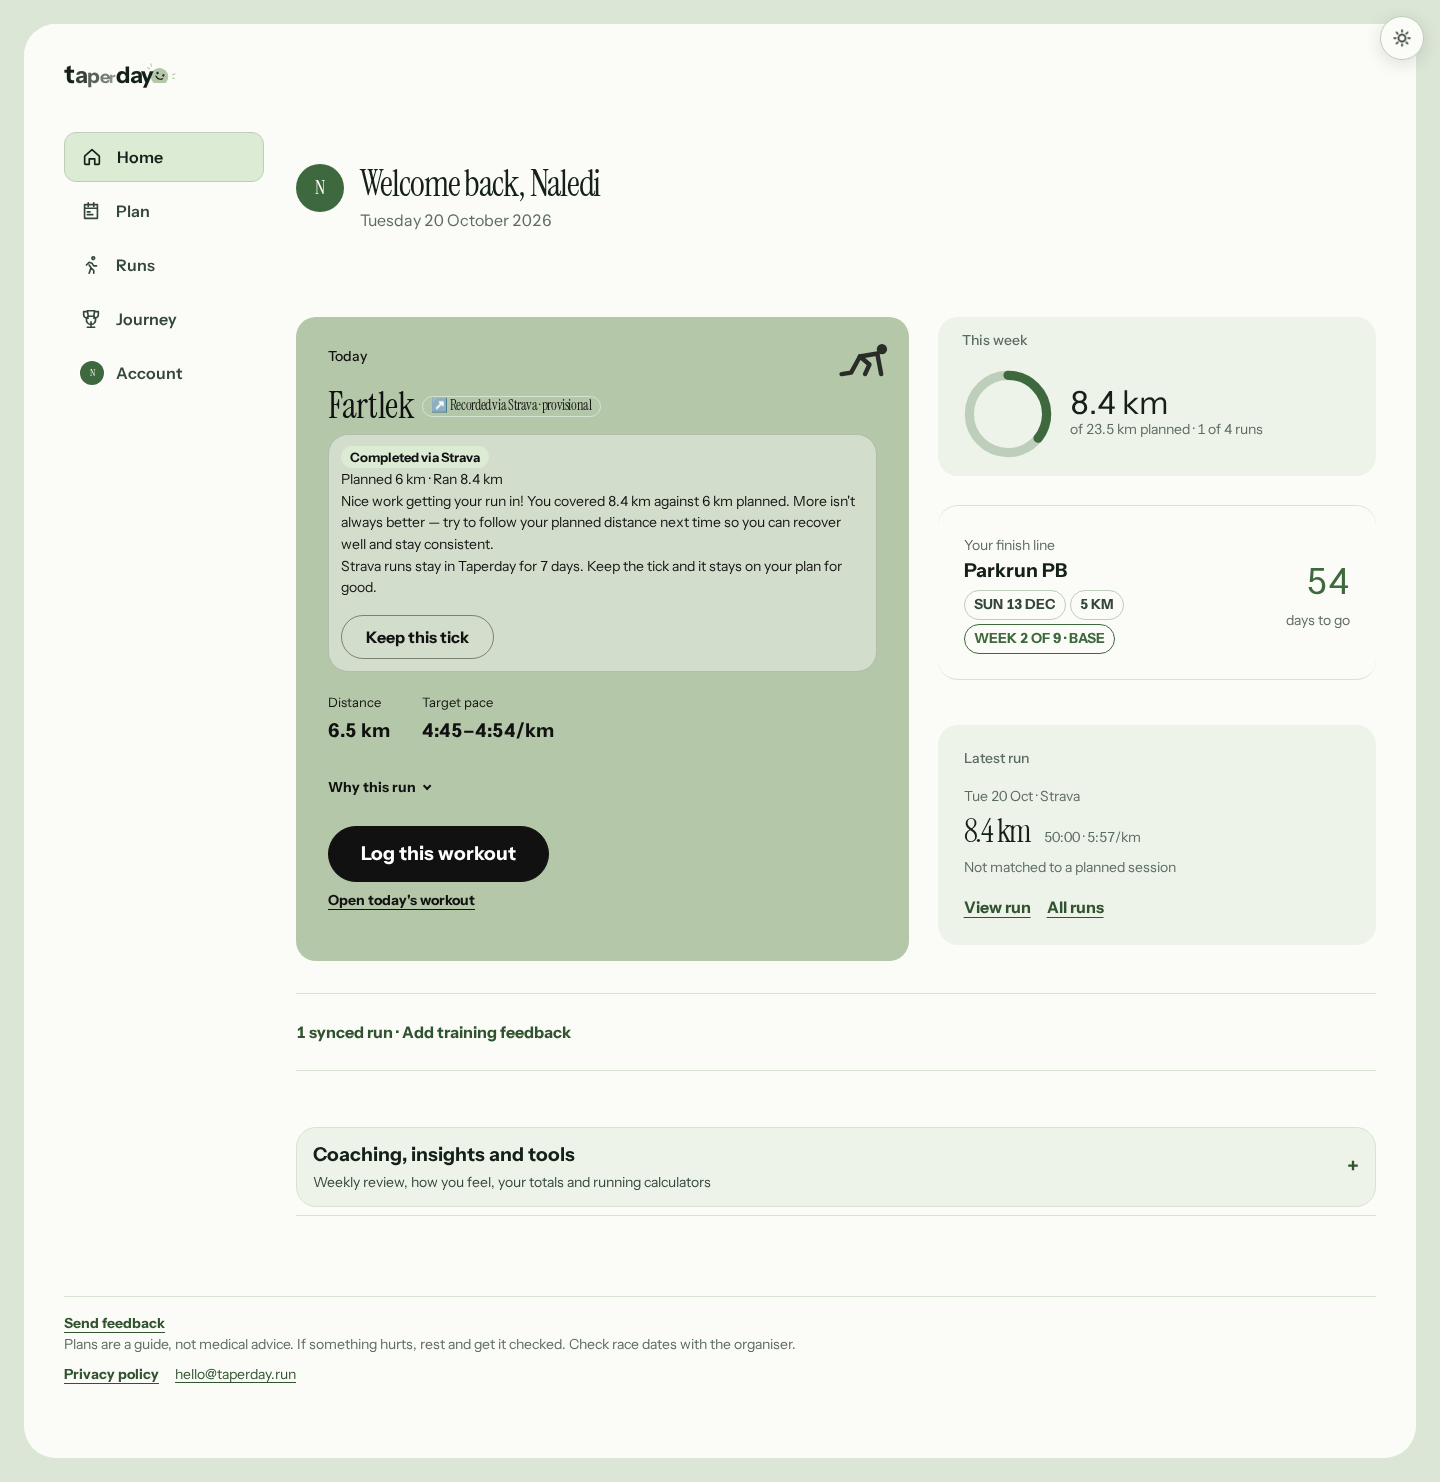 taperday
Home
Plan
Runs
Journey
N
Account
N
Welcome back, Naledi
Tuesday 20 October 2026
Today
Fartlek
↗ Recorded via Strava · provisional
Completed via Strava
Planned 6 km · Ran 8.4 km
Nice work getting your run in! You covered 8.4 km against 6 km planned. More isn't
always better — try to follow your planned distance next time so you can recover
well and stay consistent.
Strava runs stay in Taperday for 7 days. Keep the tick and it stays on your plan for
good.
Keep this tick
Distance
6.5 km
Target pace
4:45–4:54/km
Why this run
Log this workout
Open today's workout
This week
8.4 km
of 23.5 km planned · 1 of 4 runs
Your finish line
Parkrun PB
SUN 13 DEC
5 KM
WEEK 2 OF 9 · BASE
54
days to go
Latest run
Tue 20 Oct · Strava
8.4 km
50:00 · 5:57/km
Not matched to a planned session
View run
All runs
1 synced run · Add training feedback
Coaching, insights and tools
Weekly review, how you feel, your totals and running calculators
+
Send feedback
Plans are a guide, not medical advice. If something hurts, rest and get it checked. Check race dates with the organiser.
Privacy policy
hello@taperday.run